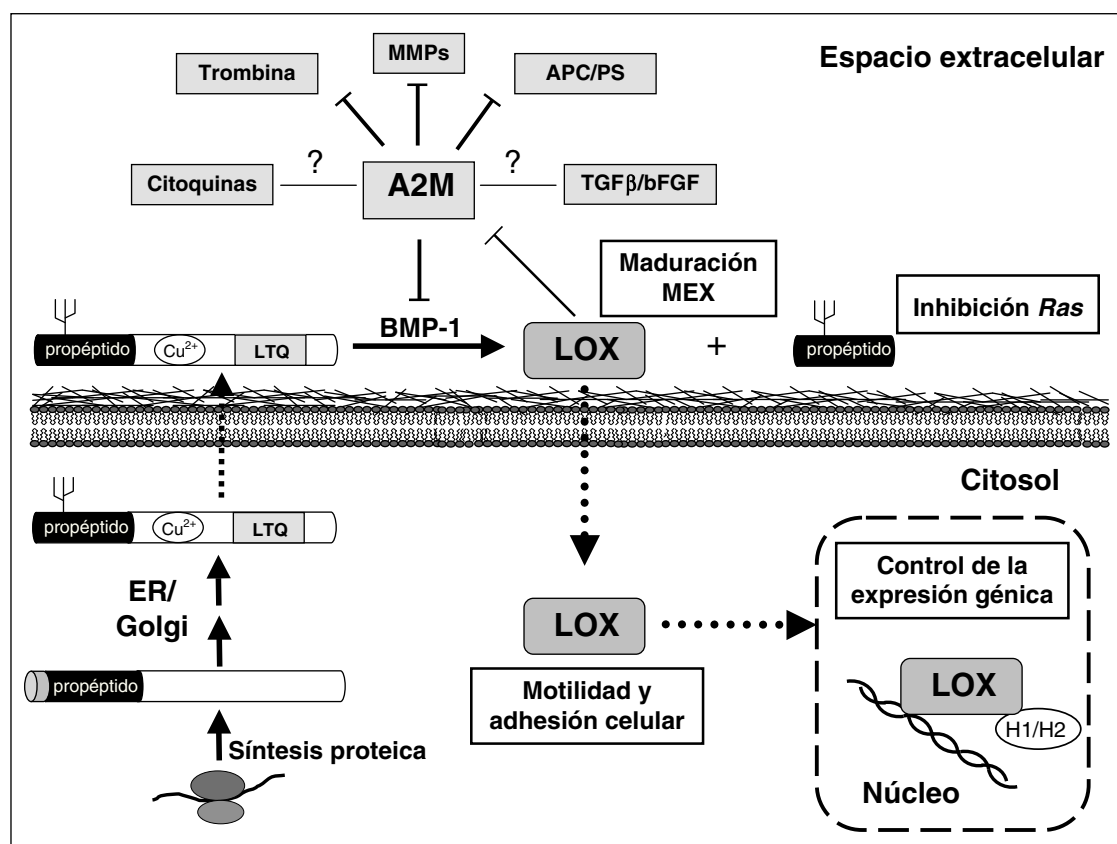 MMPs
Espacio extracelular
Trombina
APC/PS
?
?
Citoquinas
A2M
TGFβ/bFGF
Maduración
MEX
Inhibición Ras
BMP-1
propéptido
Cu2+
LTQ
LOX
+
propéptido
Citosol
propéptido
Cu2+
LTQ
Control de la
expresión génica
ER/
Golgi
LOX
propéptido
LOX
Motilidad y
adhesión celular
H1/H2
Síntesis proteica
Núcleo